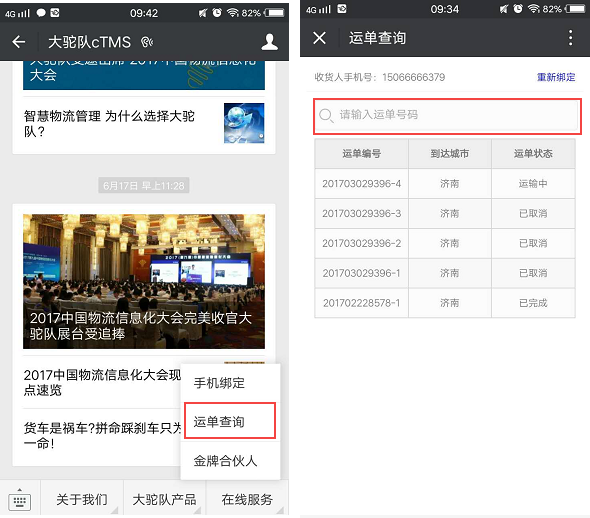 4G
09:42
82%
大驼队cTMS
大驼队受邀出席"2017中国物流信息化
大会
智慧物流管理 为什么选择大驼
队?
6月17日 早上11:28
2017中国物流信息化大会完美收官大
驼队展台受追捧
2017中国物流信息化大会现
点速览
货车是祸车?拼命踩刹车只为
一命!
手机绑定
运单查询
金牌合伙人
关于我们
大驼队产品
在线服务
4G
09:34
82%
运单查询
收货人手机号：15066666379
重新绑定
请输入运单号码
运单编号 到达城市 运单状态
201703029396-4 济南 运输中
201703029396-3 济南 已取消
201703029396-2 济南 已取消
201703029396-1 济南 已取消
201702228578-1 济南 已完成